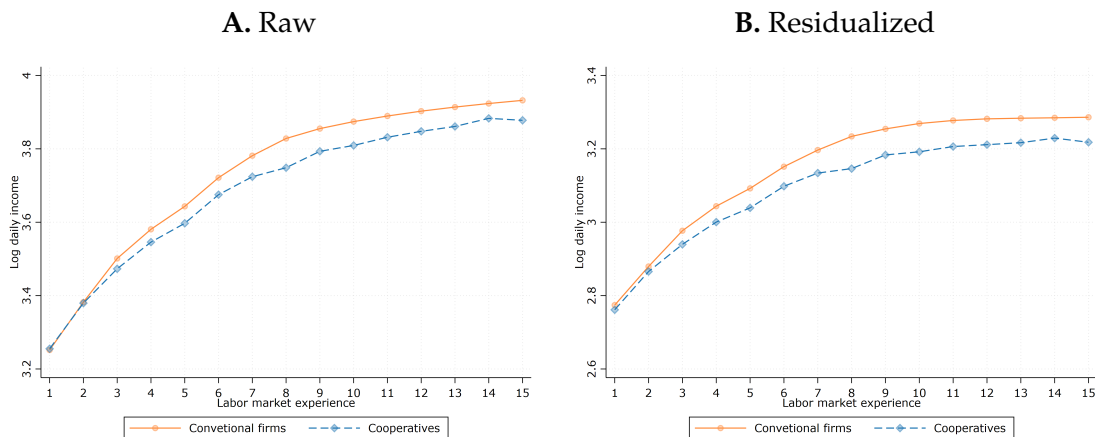 A. Raw
Log daily income
4
3.8
3.6
3.4
3.2
1 2 3 4 5 6 7 8 9 10 11 12 13 14 15
Labor market experience
Convetional firms Cooperatives
B. Residualized
Log daily income
3.4
3.2
3
2.8
2.6
1 2 3 4 5 6 7 8 9 10 11 12 13 14 15
Labor market experience
Convetional firms Cooperatives